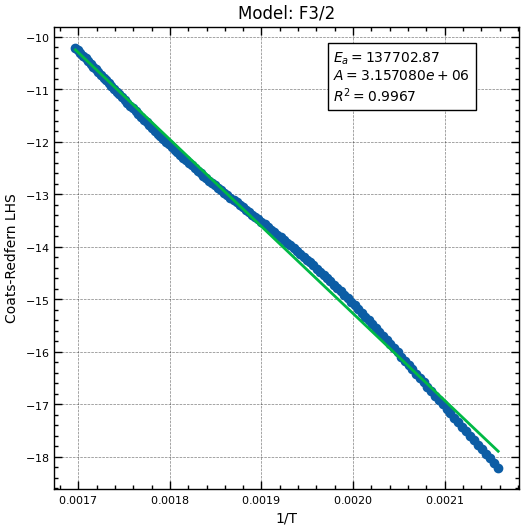 Model: F3/2
E_a = 137702.87
A = 3.157080e + 06
R^2 = 0.9967
Coats-Redfern LHS
−10
−11
−12
−13
−14
−15
−16
−17
−18
0.0017 0.0018 0.0019 0.0020 0.0021
1/T